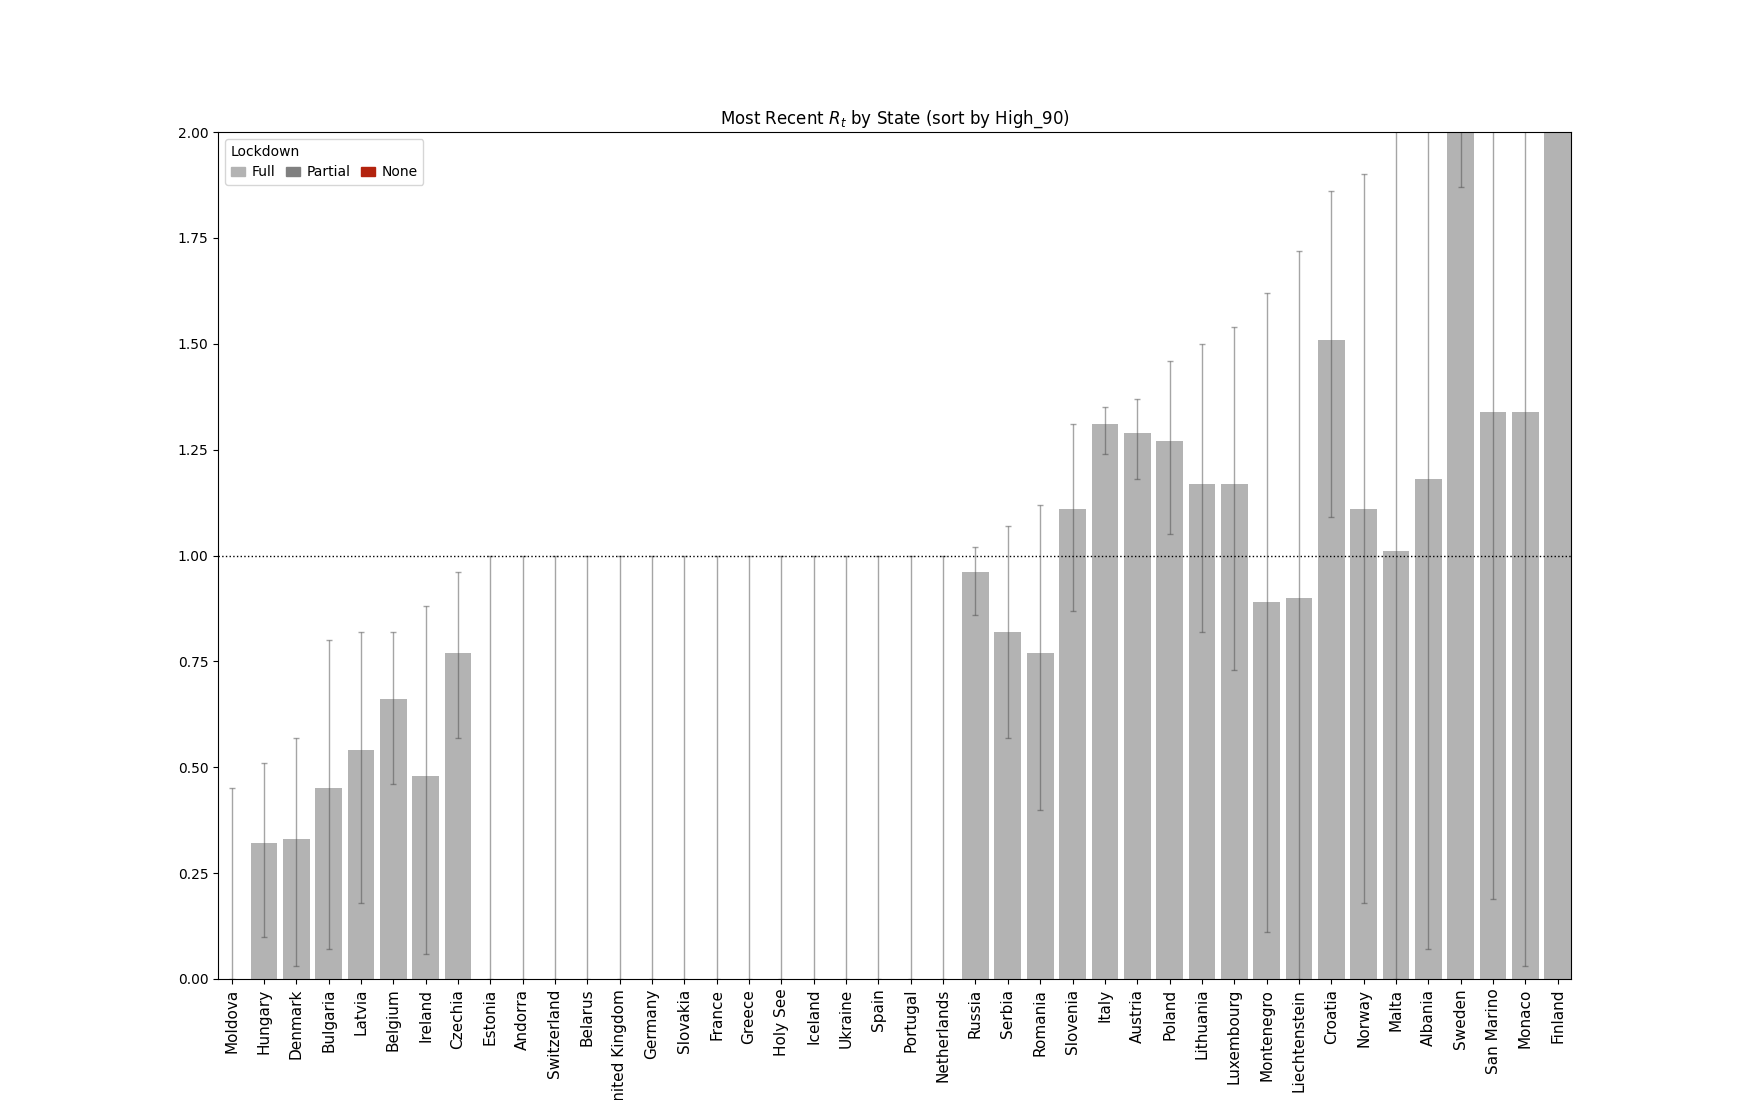 Most Recent R_t by State (sort by High_90)
Lockdown
Full Partial None
2.00
1.75
1.50
1.25
1.00
0.75
0.50
0.25
0.00
Moldova
Hungary
Denmark
Bulgaria
Latvia
Belgium
Ireland
Czechia
Estonia
Andorra
Switzerland
Belarus
nited Kingdom
Germany
Slovakia
France
Greece
Holy See
Iceland
Ukraine
Spain
Portugal
Netherlands
Russia
Serbia
Romania
Slovenia
Italy
Austria
Poland
Lithuania
Luxembourg
Montenegro
Liechtenstein
Croatia
Norway
Malta
Albania
Sweden
San Marino
Monaco
Finland